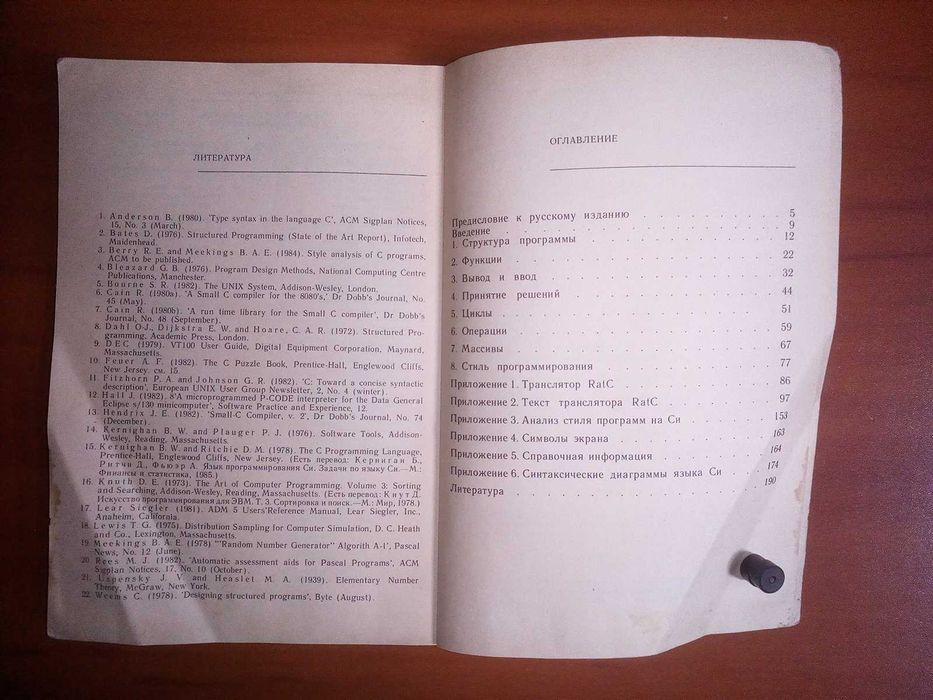 ЛИТЕРАТУРА
1. Anderson B. (1980). 'Type syntax in the language C', ACM Sigplan Notices,
15, No. 3 (March).
2. Bates D. (1976). Structured Programming (State of the Art Report), Infotech,
Maidenhead.
3. Berry R. E. and Meekings B. A. E. (1984). Style analysis of C programs,
ACM to be published.
4. Bleazard G. B. (1976). Program Design Methods, National Computing Centre
Publications, Manchester.
5. Bourne S. R. (1982). The UNIX System, Addison-Wesley, London.
6. Cain R. (1980a). 'A Small C compiler for the 8080's,' Dr Dobb's Journal, No.
45 (May).
7. Cain R. (1980b). 'A run time library for the Small C compiler', Dr Dobb's
Journal, No. 48 (September).
8. Dahl O-J., Dijkstra E. W. and Hoare, C. A. R. (1972). Structured Pro-
gramming, Academic Press, London.
9. DEC (1979). VT100 User Guide, Digital Equipment Corporation, Maynard,
Massachusetts.
10. Feuer A. F. (1982). The C Puzzle Book, Prentice-Hall, Englewood Cliffs,
New Jersey. см. 15.
11. Fitzhorn P. A. and Johnson G. R. (1982). 'C: Toward a concise syntactic
description', European UNIX User Group Newsletter, 2, No. 4 (winter).
12. Hall J. (1982). 8'A microprogrammed P-CODE interpreter for the Data General
Eclipse s/130 minicomputer', Software Practice and Experience, 12.
13. Hendrix J. E. (1982). 'Small-C Compiler, v. 2', Dr Dobb's Journal, No. 74
(December).
14. Kernighan B. W. and Plauger P. J. (1976). Software Tools, Addison-
Wesley, Reading, Massachusetts.
15. Kernighan B. W. and Ritchie D. M. (1978). The C Programming Language,
Prentice-Hall, Englewood Cliffs, New Jersey. (Есть перевод: Керниган Б.,
Ритчи Д., Фьюэр А. Язык программирования Си. Задачи по языку Си.—М.:
Финансы и статистика, 1985.)
16. Knuth D. E. (1973). The Art of Computer Programming. Volume 3: Sorting
and Searching, Addison-Wesley, Reading, Massachusetts. (Есть перевод: Кнут Д.
Искусство программирования для ЭВМ. Т. 3. Сортировка и поиск.—М.: Мир, 1978.)
17. Lear Siegler (1981). ADM 5 Users'Reference Manual, Lear Siegler, Inc.,
Anaheim, California.
18. Lewis T. G. (1975). Distribution Sampling for Computer Simulation, D. C. Heath
and Co., Lexington, Massachusetts.
19. Meekings B. A. E. (1978) '"Random Number Generator" Algorith A-1', Pascal
News, No. 12 (June).
20. Rees M. J. (1982). 'Automatic assessment aids for Pascal Programs', ACM
Sigplan Notices, 17, No. 10 (October).
21. Uspensky J. V. and Heaslet M. A. (1939). Elementary Number
Theory, McGraw, New York.
22. Weems C. (1978). 'Designing structured programs', Byte (August).
ОГЛАВЛЕНИЕ
Предисловие к русскому изданию . . . . . . . . 5
Введение . . . . . . . . 9
1. Структура программы . . . . . . . . 12
2. Функции . . . . . . . . 22
3. Вывод и ввод . . . . . . . . 32
4. Принятие решений . . . . . . . . 44
5. Циклы . . . . . . . . 51
6. Операции . . . . . . . . 59
7. Массивы . . . . . . . . 67
8. Стиль программирования . . . . . . . . 77
Приложение 1. Транслятор RatC . . . . . . . . 86
Приложение 2. Текст транслятора RatC . . . . . . 97
Приложение 3. Анализ стиля программ на Си . . . . . 153
Приложение 4. Символы экрана . . . . . . . . 163
Приложение 5. Справочная информация . . . . . . 164
Приложение 6. Синтаксические диаграммы языка Си . . . 174
Литература . . . . . . . . 190